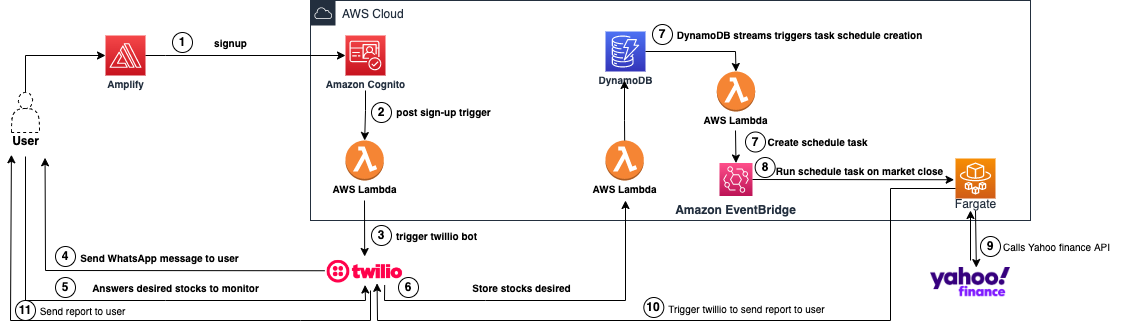 AWS Cloud
1 signup
Amplify
Amazon Cognito
2 post sign-up trigger
User
AWS Lambda
3 trigger twillio bot
4 Send WhatsApp message to user
twilio
5 Answers desired stocks to monitor
6 Store stocks desired
11 Send report to user
AWS Lambda
DynamoDB
7 DynamoDB streams triggers task schedule creation
AWS Lambda
7 Create schedule task
Amazon EventBridge
8 Run schedule task on market close
Fargate
9 Calls Yahoo finance API
yahoo!
finance
10 Trigger twillio to send report to user